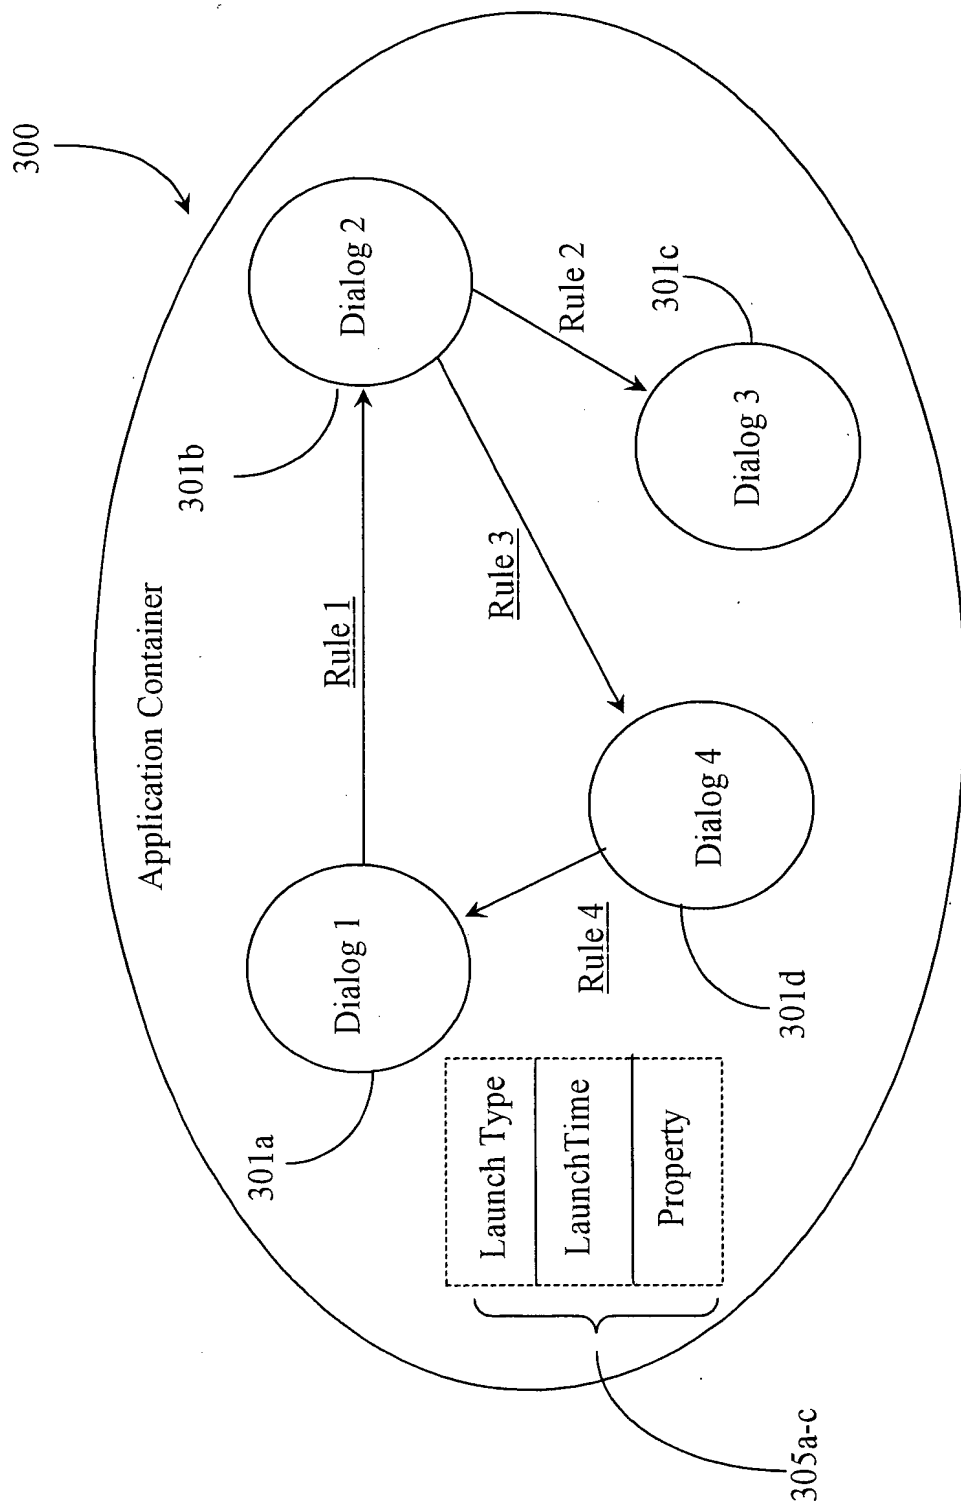 300
Application Container
Dialog 1
Rule 1
Dialog 2
301a
301b
Rule 3
Rule 2
Rule 4
301c
Launch Type
LaunchTime
Property
Dialog 4
Dialog 3
301d
305a-c